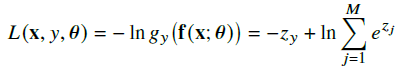 L(x, y, θ) = − ln g_y(f(x; θ)) = −z_y + ln ∑_{j=1}^{M} e^{z_j}